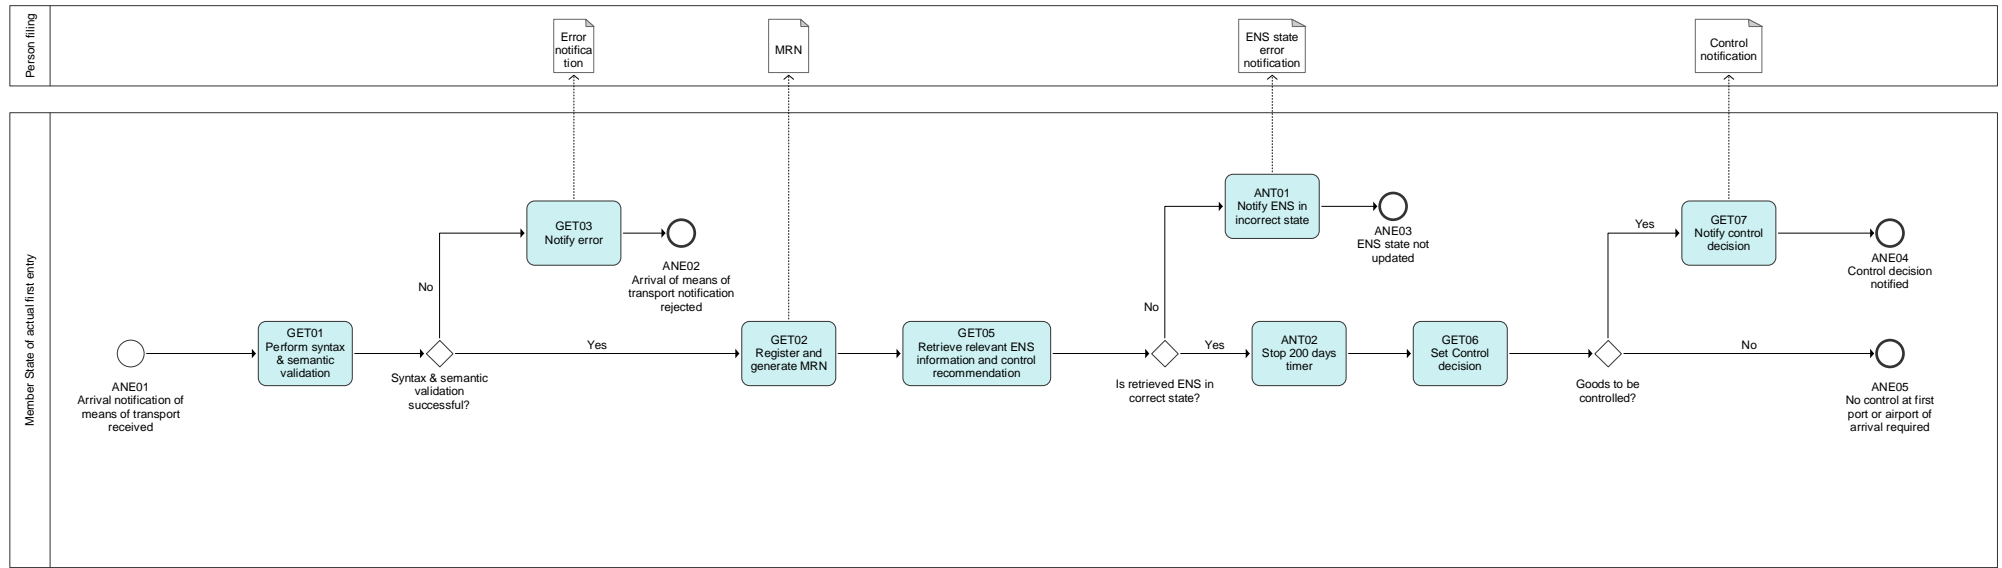 Person filing
Error
notifica
tion
MRN
ENS state
error
notification
Control
notification
Member State of actual first entry
ANE01
Arrival notification of
means of transport
received
GET01
Perform syntax
& semantic
validation
Syntax & semantic
validation
successful?
No
GET03
Notify error
ANE02
Arrival of means of
transport notification
rejected
Yes
GET02
Register and
generate MRN
GET05
Retrieve relevant ENS
information and control
recommendation
Is retrieved ENS in
correct state?
No
ANT01
Notify ENS in
incorrect state
ANE03
ENS state not
updated
Yes
ANT02
Stop 200 days
timer
GET06
Set Control
decision
Goods to be
controlled?
Yes
GET07
Notify control
decision
ANE04
Control decision
notified
No
ANE05
No control at first
port or airport of
arrival required